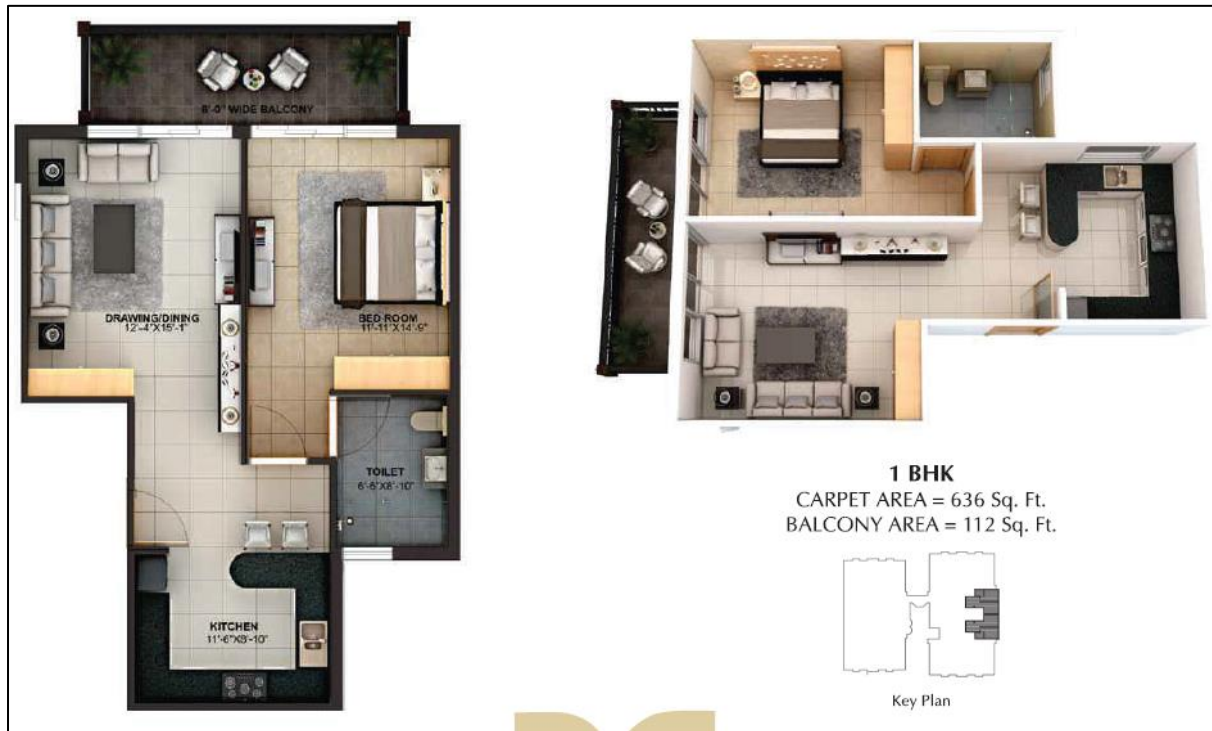 6'-0" WIDE BALCONY
DRAWING/DINING
12'-4"X15'-1"
BED ROOM
11'-11"X14'-9"
TOILET
6'-6"X8'-10"
KITCHEN
11'-6"X8'-10"
1 BHK
CARPET AREA = 636 Sq. Ft.
BALCONY AREA = 112 Sq. Ft.
Key Plan